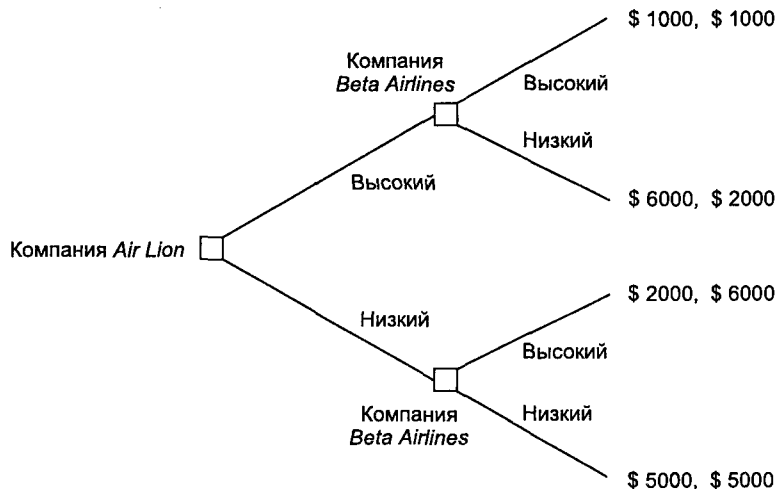 $ 1000, $ 1000
Компания
Beta Airlines
Высокий
Низкий
Высокий
$ 6000, $ 2000
Компания Air Lion
$ 2000, $ 6000
Низкий
Высокий
Компания
Beta Airlines
Низкий
$ 5000, $ 5000